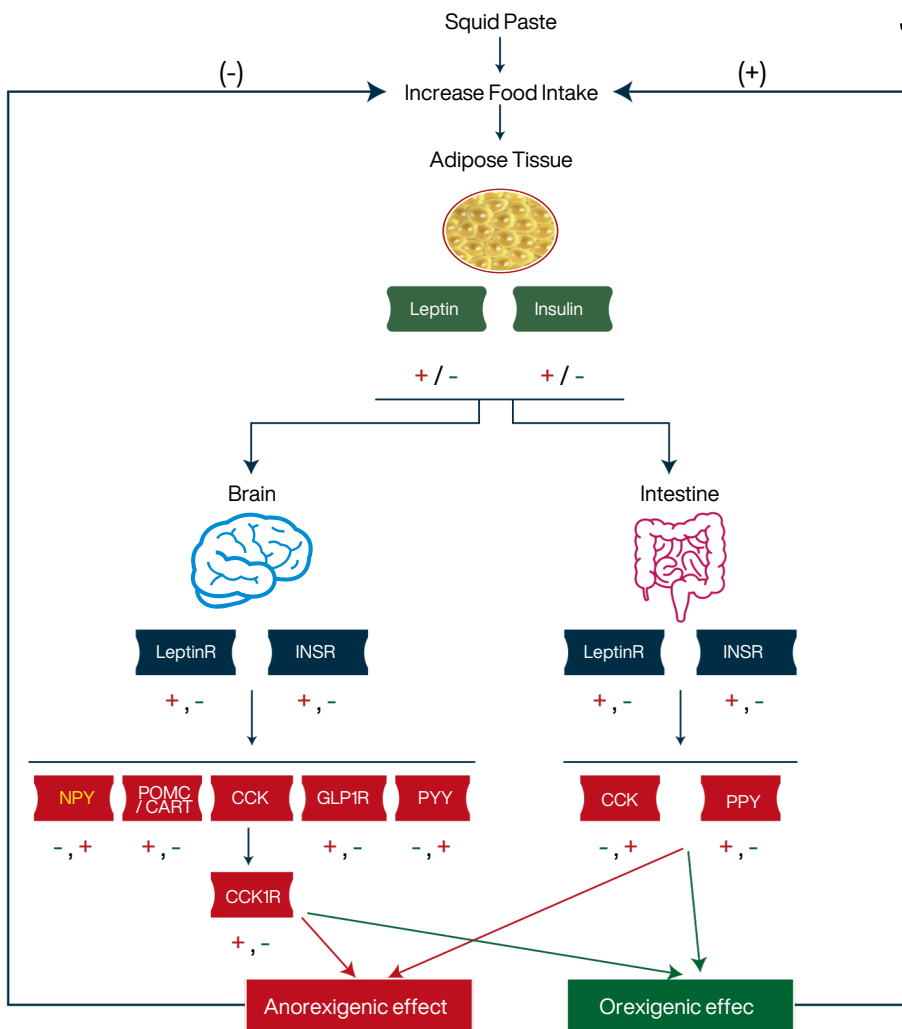 Squid Paste
(-)
(+)
Increase Food Intake
Adipose Tissue
Leptin
Insulin
+ / -
+ / -
Brain
Intestine
LeptinR
INSR
LeptinR
INSR
+ , -
+ , -
+ , -
+ , -
NPY
POMC
/ CART
CCK
GLP1R
PYY
CCK
PPY
- , +
+ , -
+ , -
- , +
- , +
+ , -
CCK1R
+ , -
Anorexigenic effect
Orexigenic effec